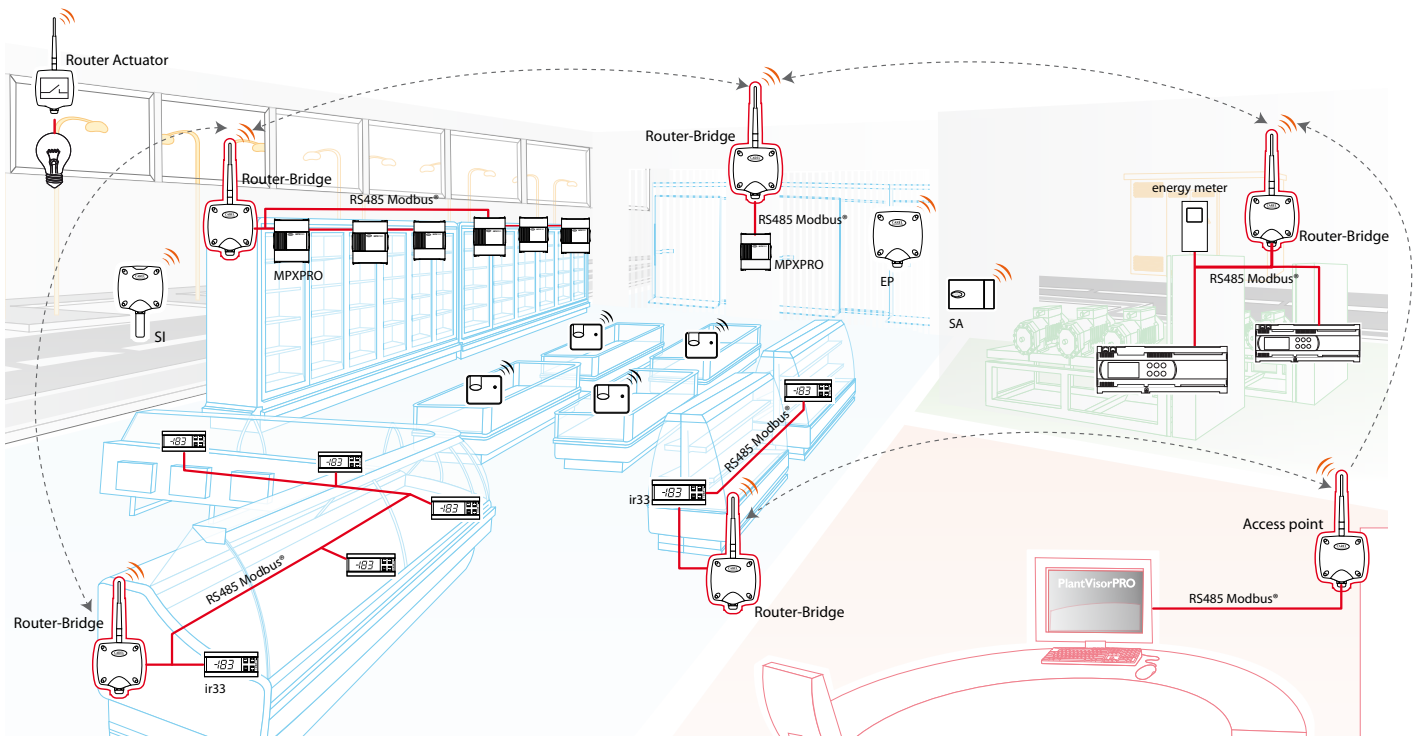 Router Actuator
Router-Bridge
RS485 Modbus®
MPXPRO
SI
Router-Bridge
RS485 Modbus®
MPXPRO
EP
SA
energy meter
Router-Bridge
RS485 Modbus®
-183
-183
-183
-183
RS485 Modbus®
Router-Bridge
-183
ir33
-183
RS485 Modbus®
-183
ir33
Router-Bridge
Access point
PlantVisorPRO
RS485 Modbus®